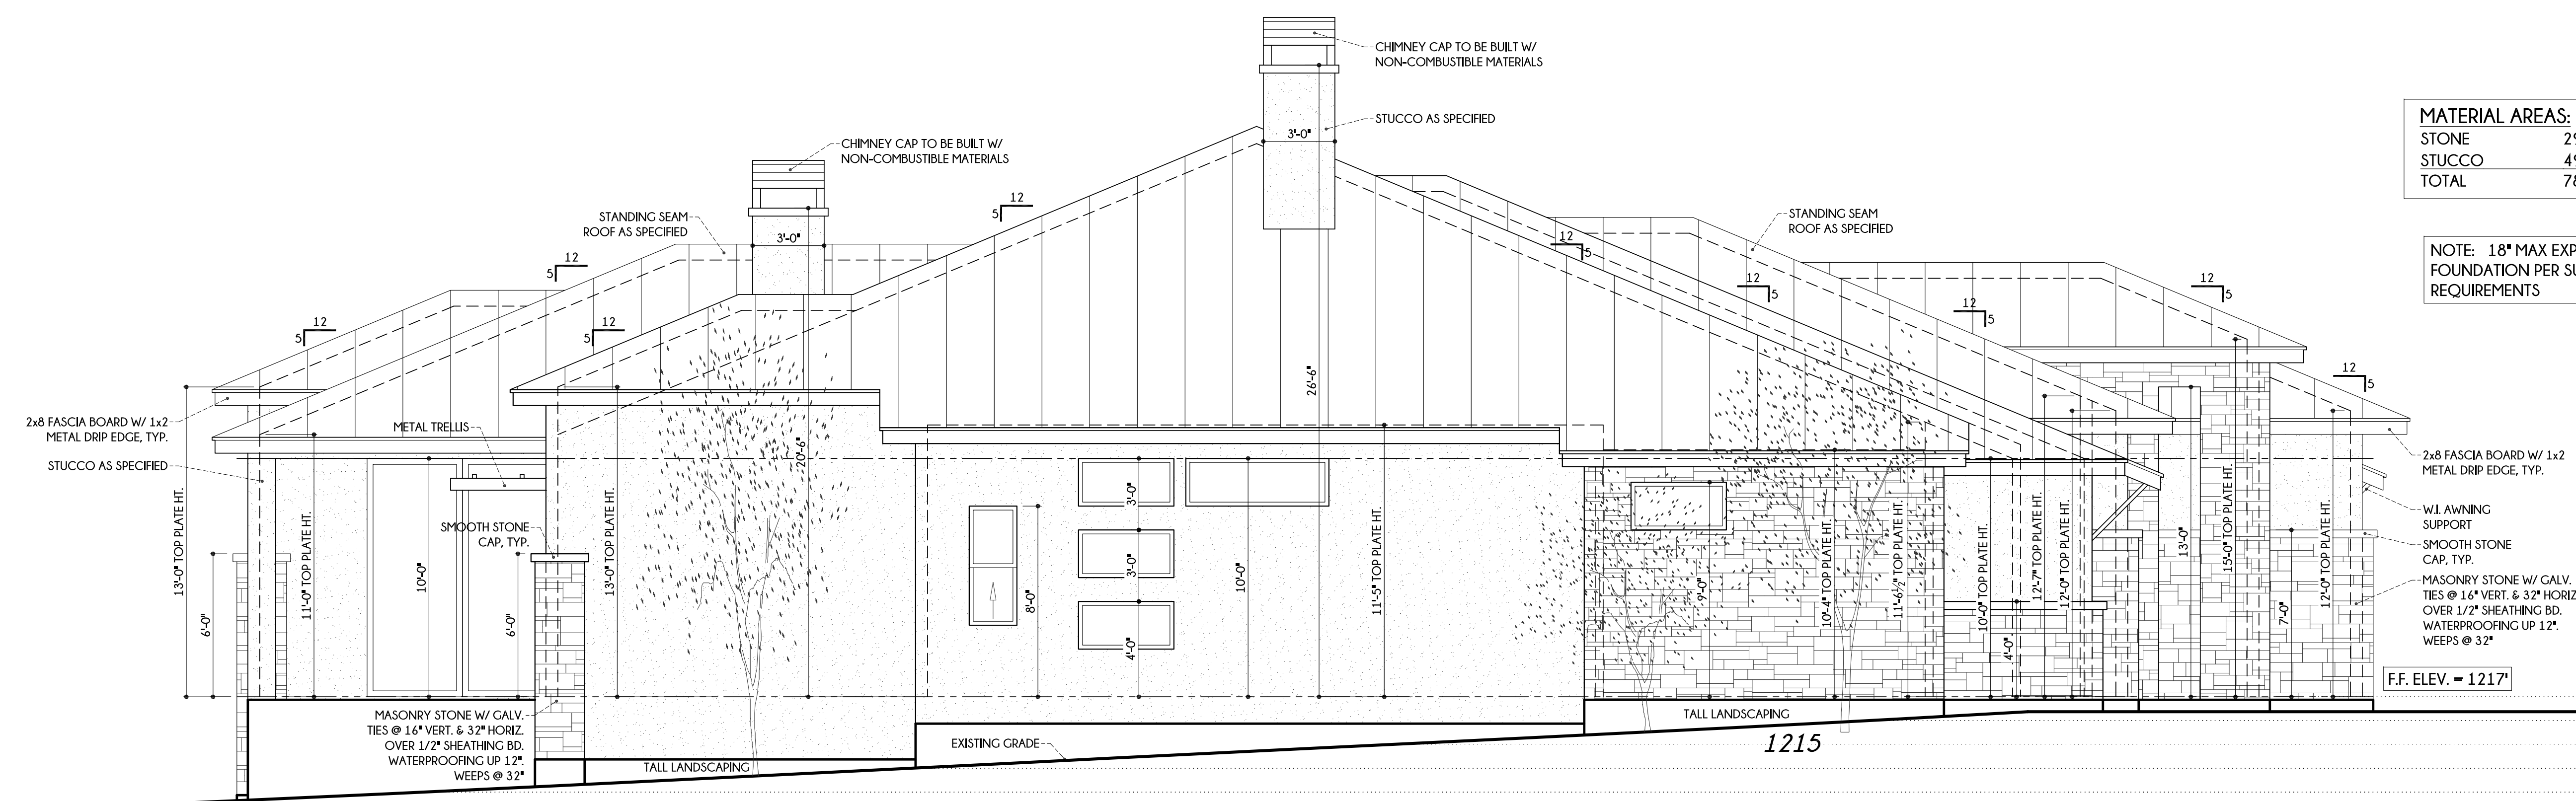 CHIMNEY CAP TO BE BUILT W/
NON-COMBUSTIBLE MATERIALS
STUCCO AS SPECIFIED
3'-0"
MATERIAL AREAS:
STONE
STUCCO
TOTAL
NOTE: 18" MAX
FOUNDATION PER
REQUIREMENTS
CHIMNEY CAP TO BE BUILT W/
NON-COMBUSTIBLE MATERIALS
STANDING SEAM
ROOF AS SPECIFIED
3'-0"
STANDING SEAM
ROOF AS SPECIFIED
12
5
12
5
12
5
12
5
12
5
12
5
12
5
12
5
12
5
2x8 FASCIA BOARD W/ 1x2
METAL DRIP EDGE, TYP.
STUCCO AS SPECIFIED
METAL TRELLIS
SMOOTH STONE
CAP, TYP.
13'-0" TOP PLATE HT.
6'-0"
11'-0" TOP PLATE HT.
10'-0"
6'-0"
13'-0" TOP PLATE HT.
20'-6"
8'-0"
3'-0"
3'-0"
4'-0"
10'-0"
26'-6"
11'-5" TOP PLATE HT.
9'-0"
10'-4" TOP PLATE HT.
11'-6½" TOP PLATE HT.
10'-0" TOP PLATE HT.
4'-0"
12'-7" TOP PLATE HT.
12'-0" TOP PLATE HT.
13'-0"
15'-0" TOP PLATE HT.
7'-0"
12'-0" TOP PLATE HT.
2x8 FASCIA BOARD W/ 1x2
METAL DRIP EDGE, TYP.
W.I. AWNING
SUPPORT
SMOOTH STONE
CAP, TYP.
MASONRY STONE W/ GALV.
TIES @ 16" VERT. & 32" HORIZ
OVER 1/2" SHEATHING BD.
WATERPROOFING UP 12".
WEEPS @ 32"
F.F. ELEV. = 1217'
MASONRY STONE W/ GALV.
TIES @ 16" VERT. & 32" HORIZ.
OVER 1/2" SHEATHING BD.
WATERPROOFING UP 12".
WEEPS @ 32"
TALL LANDSCAPING
EXISTING GRADE
TALL LANDSCAPING
1215